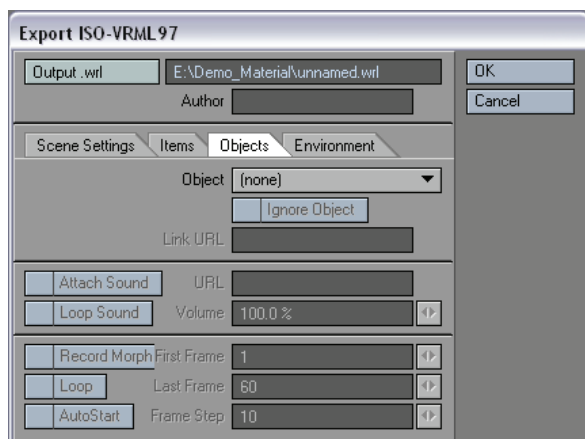 Export ISO-VRML97
Output .wrl E:\Demo_Material\unnamed.wrl OK
Author Cancel
Scene Settings Items Objects Environment
Object (none)
Ignore Object
Link URL
Attach Sound URL
Loop Sound Volume 100.0 %
Record Morph First Frame 1
Loop Last Frame 60
AutoStart Frame Step 10